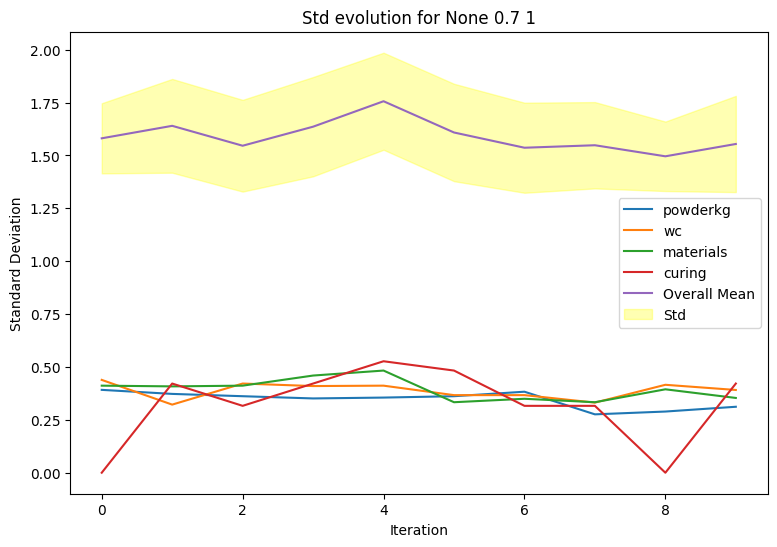 Std evolution for None 0.7 1
Standard Deviation
2.00
1.75
1.50
1.25
1.00
0.75
0.50
0.25
0.00
powderkg
wc
materials
curing
Overall Mean
Std
0 2 4 6 8
Iteration